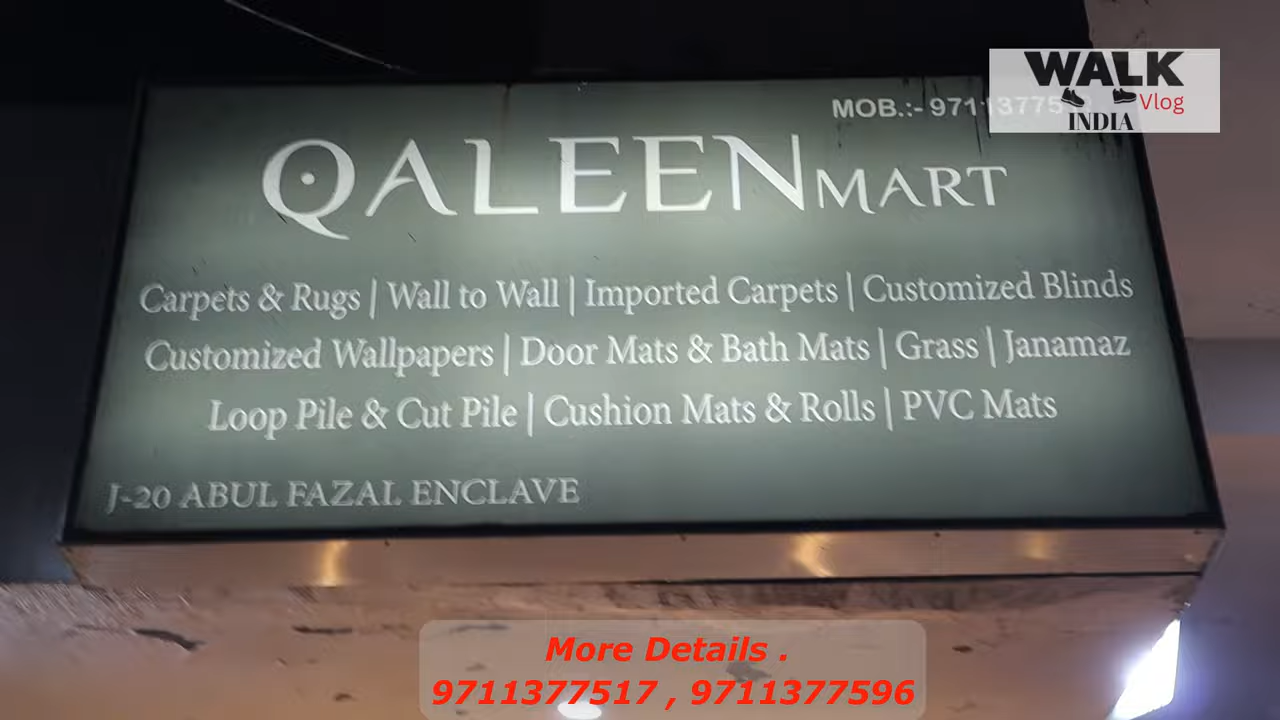 WALK
Vlog
INDIA
MOB.:-
QALEEN MART
Carpets & Rugs | Wall to Wall | Imported Carpets | Customized Blinds
Customized Wallpapers | Door Mats & Bath Mats | Grass | Janamaz
Loop Pile & Cut Pile | Cushion Mats & Rolls | PVC Mats
J-20 ABUL FAZAL ENCLAVE
More Details .
9711377517 , 9711377596